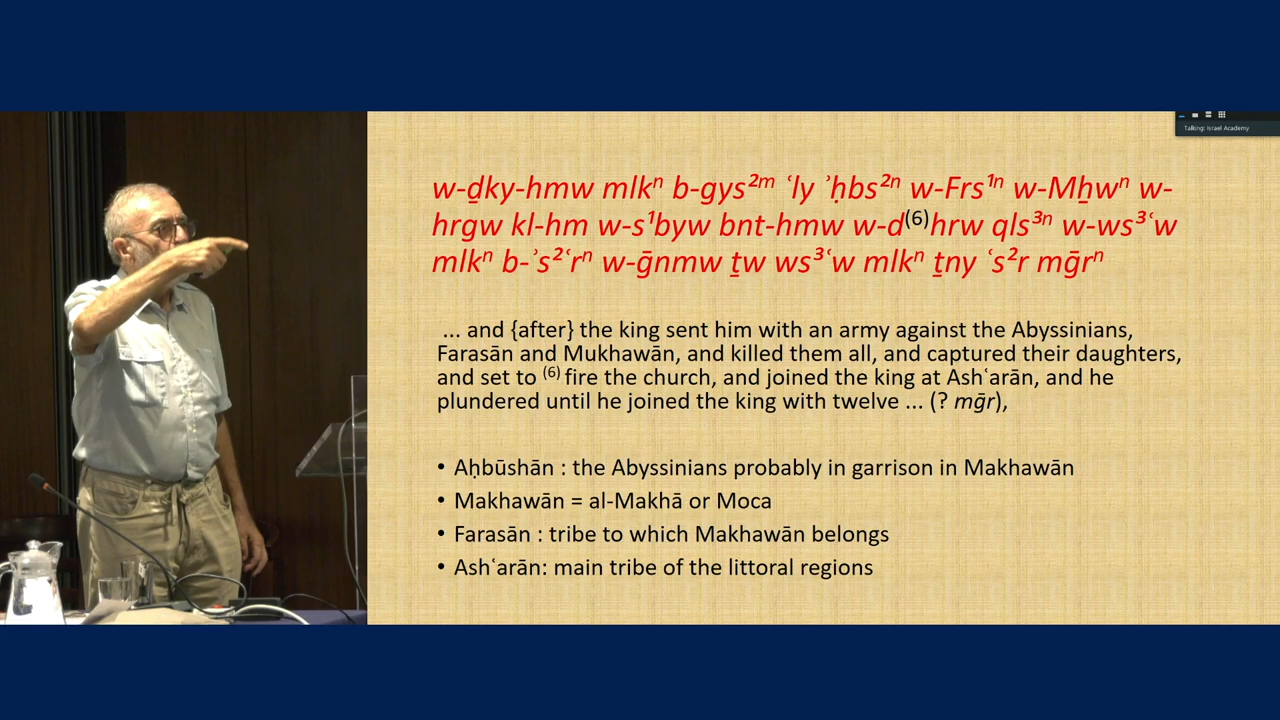 Talking: Israel Academy
w-ḏky-hmw mlkⁿ b-gys²ᵐ ʿly ʾḥbs²ⁿ w-Frs¹ⁿ w-Mẖwⁿ w-
hrgw kl-hm w-s¹byw bnt-hmw w-d⁽⁶⁾hrw qls³ⁿ w-ws³ʿw
mlkⁿ b-ʾs²ʿrⁿ w-ḡnmw ṯw ws³ʿw mlkⁿ ṯny ʿs²r mḡrⁿ
... and {after} the king sent him with an army against the Abyssinians,
Farasān and Mukhawān, and killed them all, and captured their daughters,
and set to ⁽⁶⁾ fire the church, and joined the king at Ashʿarān, and he
plundered until he joined the king with twelve ... (? mḡr),
• Aḥbūshān : the Abyssinians probably in garrison in Makhawān
• Makhawān = al-Makhā or Moca
• Farasān : tribe to which Makhawān belongs
• Ashʿarān: main tribe of the littoral regions